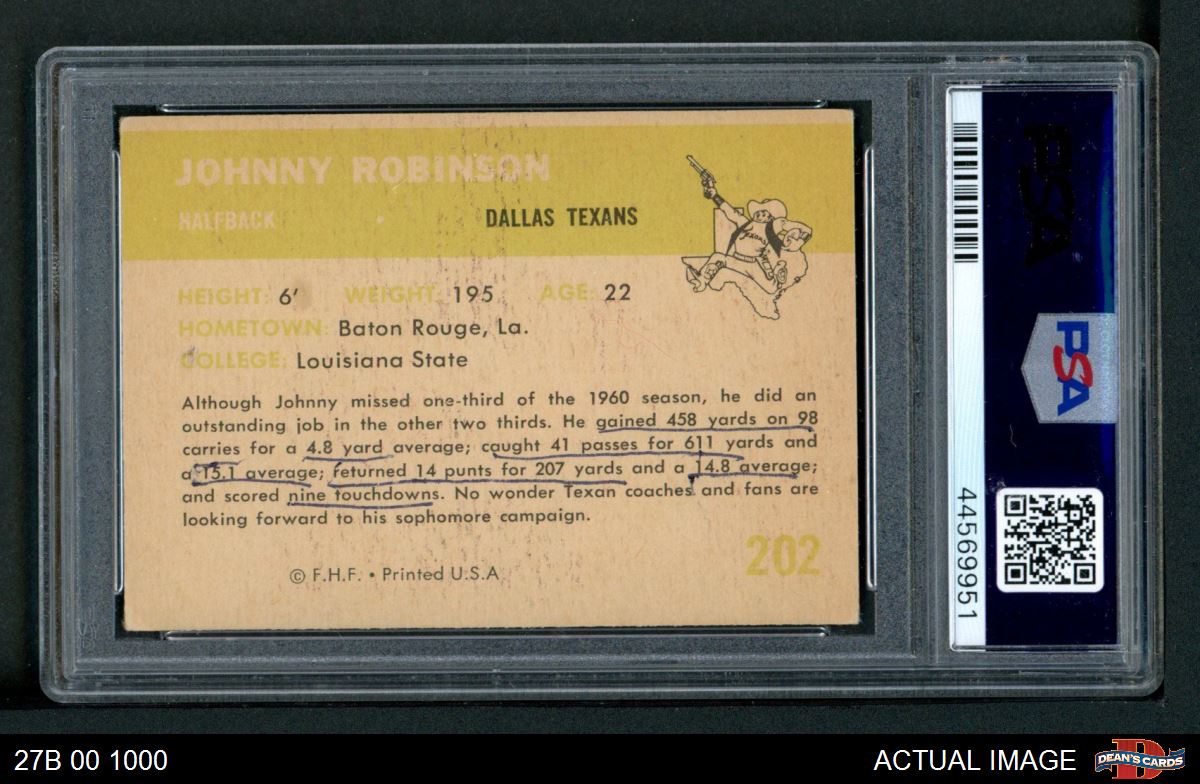 JOHNNY ROBINSON
HALFBACK
DALLAS TEXANS
TEXANS
HEIGHT: 6' WEIGHT: 195 AGE: 22
HOMETOWN: Baton Rouge, La.
COLLEGE: Louisiana State
Although Johnny missed one-third of the 1960 season, he did an
outstanding job in the other two thirds. He gained 458 yards on 98
carries for a 4.8 yard average; caught 41 passes for 611 yards and
a 15.1 average; returned 14 punts for 207 yards and a 14.8 average;
and scored nine touchdowns. No wonder Texan coaches and fans are
looking forward to his sophomore campaign.
202
© F.H.F. • Printed U.S.A
PSA
PSA
44569951
27B 00 1000
ACTUAL IMAGE
D
DEAN'S CARDS